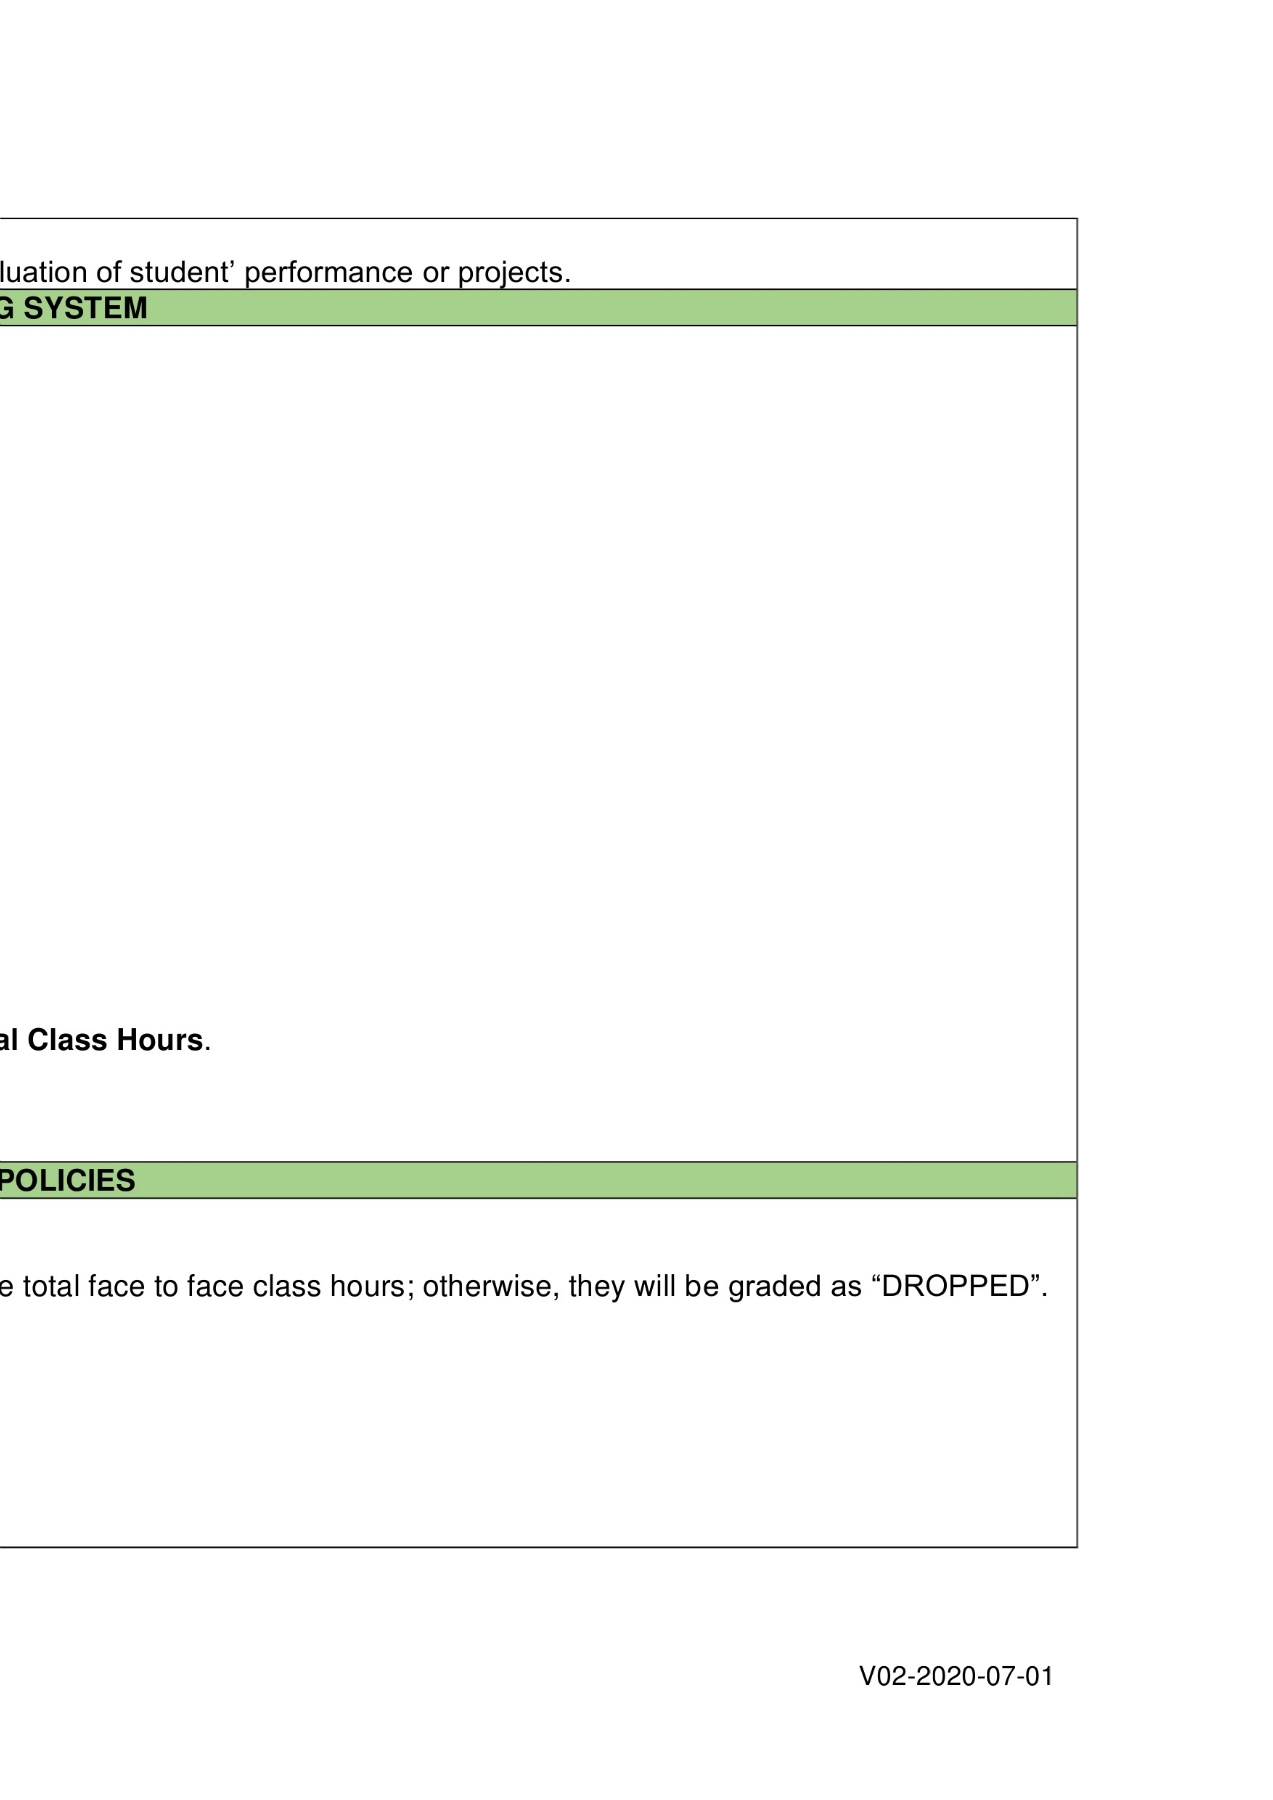 luation of student’ performance or projects.
G SYSTEM
al Class Hours.
POLICIES
e total face to face class hours; otherwise, they will be graded as “DROPPED”.
V02-2020-07-01